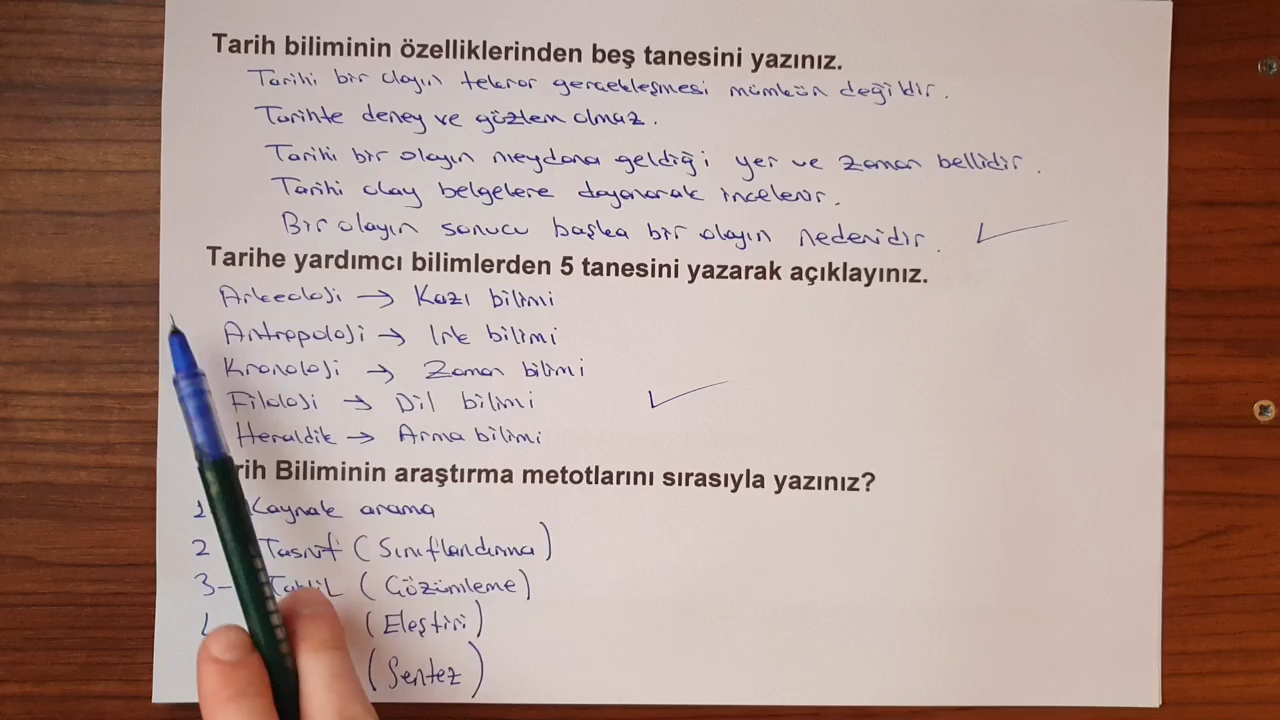 Tarih biliminin özelliklerinden beş tanesini yazınız.
Tarihi bir olayın tekrar gerçekleşmesi mümkün değildir.
Tarihte deney ve gözlem olmaz.
Tarihi bir olayın meydana geldiği yer ve zaman bellidir.
Tarihi olay belgelere dayanarak incelenir.
Bir olayın sonucu başka bir olayın nedenidir.
Tarihe yardımcı bilimlerden 5 tanesini yazarak açıklayınız.
Arkeoloji → Kazı bilimi
Antropoloji → Irk bilimi
Kronoloji → Zaman bilimi
Filoloji → Dil bilimi
Heraldik → Arma bilimi
rih Biliminin araştırma metotlarını sırasıyla yazınız?
1 Kaynak arama
2 Tasnif (Sınıflandırma)
3- Tahlil (Çözümleme)
(Eleştiri)
(Sentez)